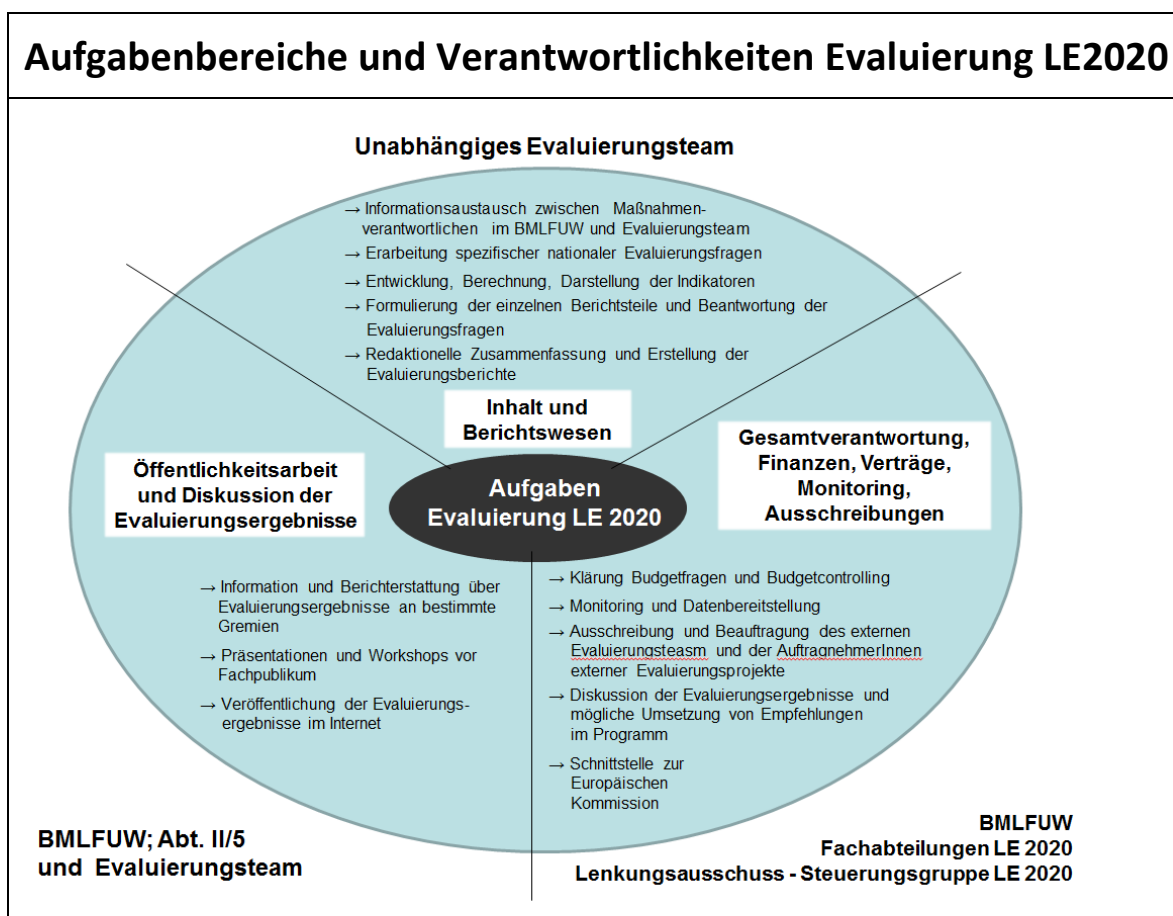 Aufgabenbereiche und Verantwortlichkeiten Evaluierung LE2020
Unabhängiges Evaluierungsteam
→ Informationsaustausch zwischen Maßnahmen-
verantwortlichen im BMLFUW und Evaluierungsteam
→ Erarbeitung spezifischer nationaler Evaluierungsfragen
→ Entwicklung, Berechnung, Darstellung der Indikatoren
→ Formulierung der einzelnen Berichtsteile und Beantwortung der
Evaluierungsfragen
→ Redaktionelle Zusammenfassung und Erstellung der
Evaluierungsberichte
Inhalt und
Berichtswesen
Öffentlichkeitsarbeit
und Diskussion der
Evaluierungsergebnisse
Aufgaben
Evaluierung LE 2020
Gesamtverantwortung,
Finanzen, Verträge,
Monitoring,
Ausschreibungen
→ Information und Berichterstattung über
Evaluierungsergebnisse an bestimmte
Gremien
→ Präsentationen und Workshops vor
Fachpublikum
→ Veröffentlichung der Evaluierungs-
ergebnisse im Internet
→ Klärung Budgetfragen und Budgetcontrolling
→ Monitoring und Datenbereitstellung
→ Ausschreibung und Beauftragung des externen
Evaluierungsteasm und der AuftragnehmerInnen
externer Evaluierungsprojekte
→ Diskussion der Evaluierungsergebnisse und
mögliche Umsetzung von Empfehlungen
im Programm
→ Schnittstelle zur
Europäischen
Kommission
BMLFUW; Abt. II/5
und Evaluierungsteam
BMLFUW
Fachabteilungen LE 2020
Lenkungsausschuss - Steuerungsgruppe LE 2020